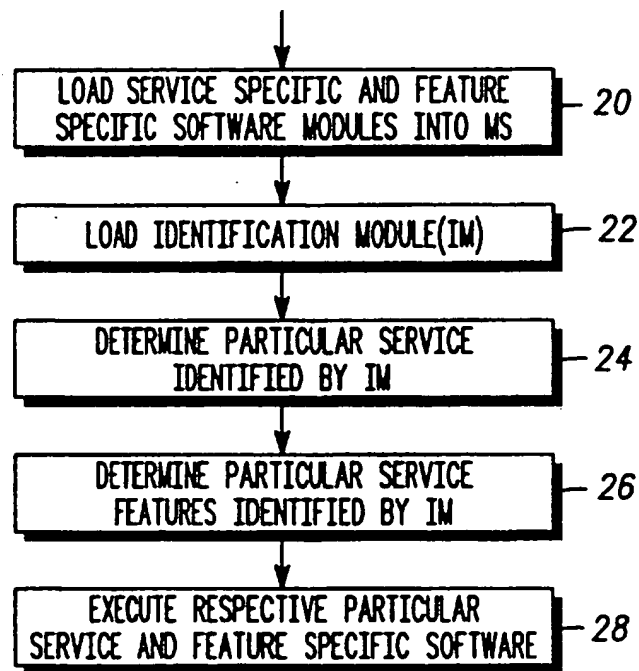 LOAD SERVICE SPECIFIC AND FEATURE
SPECIFIC SOFTWARE MODULES INTO MS
20
LOAD IDENTIFICATION MODULE(IM)
22
DETERMINE PARTICULAR SERVICE
IDENTIFIED BY IM
24
DETERMINE PARTICULAR SERVICE
FEATURES IDENTIFIED BY IM
26
EXECUTE RESPECTIVE PARTICULAR
SERVICE AND FEATURE SPECIFIC SOFTWARE
28